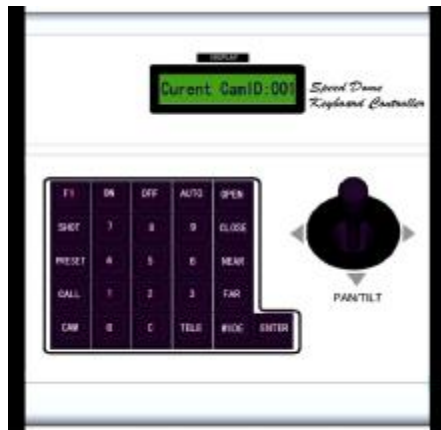 DISPLAY
Curent CamID:001
Speed Dome
Keyboard Controller
F1 ON OFF AUTO OPEN
SHOT 7 8 9 CLOSE
PRESET 4 5 6 NEAR
CALL 1 2 3 FAR
CAM 0 C TELE WIDE ENTER
PAN/TILT